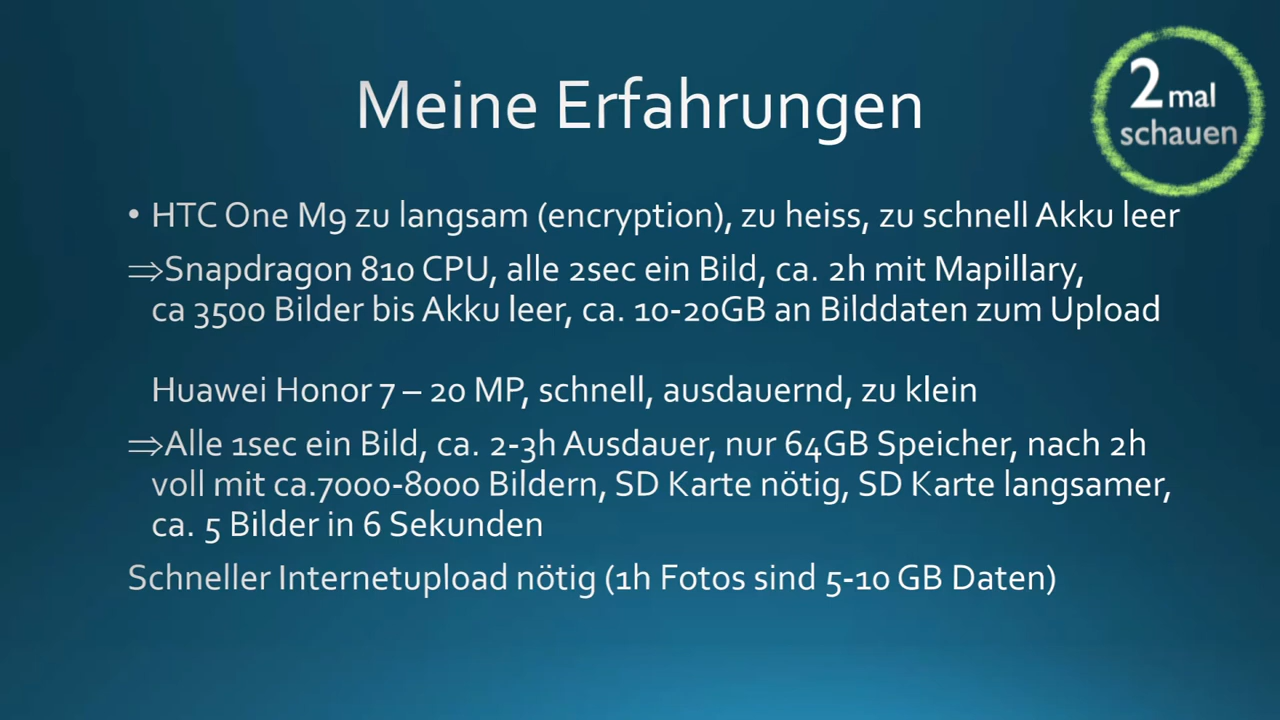 Meine Erfahrungen
2 mal
schauen
• HTC One M9 zu langsam (encryption), zu heiss, zu schnell Akku leer
⇒Snapdragon 810 CPU, alle 2sec ein Bild, ca. 2h mit Mapillary,
ca 3500 Bilder bis Akku leer, ca. 10-20GB an Bilddaten zum Upload
Huawei Honor 7 – 20 MP, schnell, ausdauernd, zu klein
⇒Alle 1sec ein Bild, ca. 2-3h Ausdauer, nur 64GB Speicher, nach 2h
voll mit ca.7000-8000 Bildern, SD Karte nötig, SD Karte langsamer,
ca. 5 Bilder in 6 Sekunden
Schneller Internetupload nötig (1h Fotos sind 5-10 GB Daten)